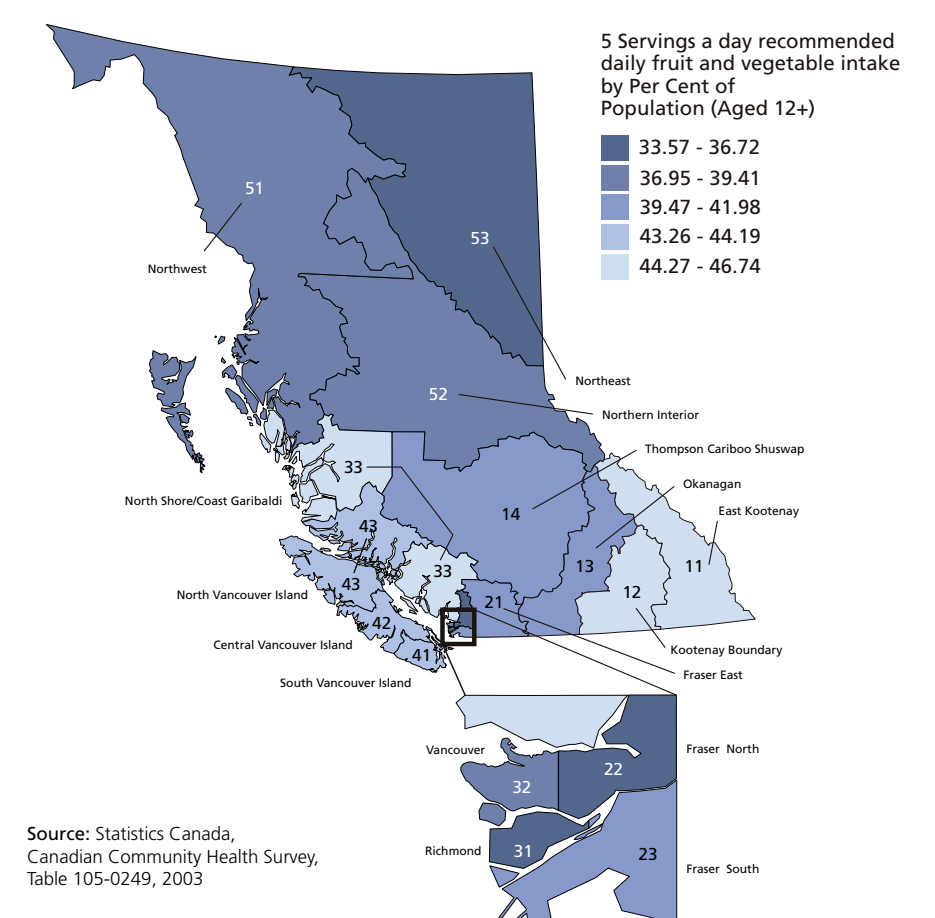 5 Servings a day recommended
daily fruit and vegetable intake
by Per Cent of
Population (Aged 12+)
33.57 - 36.72
36.95 - 39.41
39.47 - 41.98
43.26 - 44.19
44.27 - 46.74
51
53
Northwest
Northeast
52
Northern Interior
Thompson Cariboo Shuswap
33
Okanagan
North Shore/Coast Garibaldi
14
East Kootenay
43
13
11
33
43
12
North Vancouver Island
21
42
Central Vancouver Island
Kootenay Boundary
41
Fraser East
South Vancouver Island
Vancouver
Fraser North
22
32
Source: Statistics Canada,
Canadian Community Health Survey,
Table 105-0249, 2003
Richmond
31
23
Fraser South